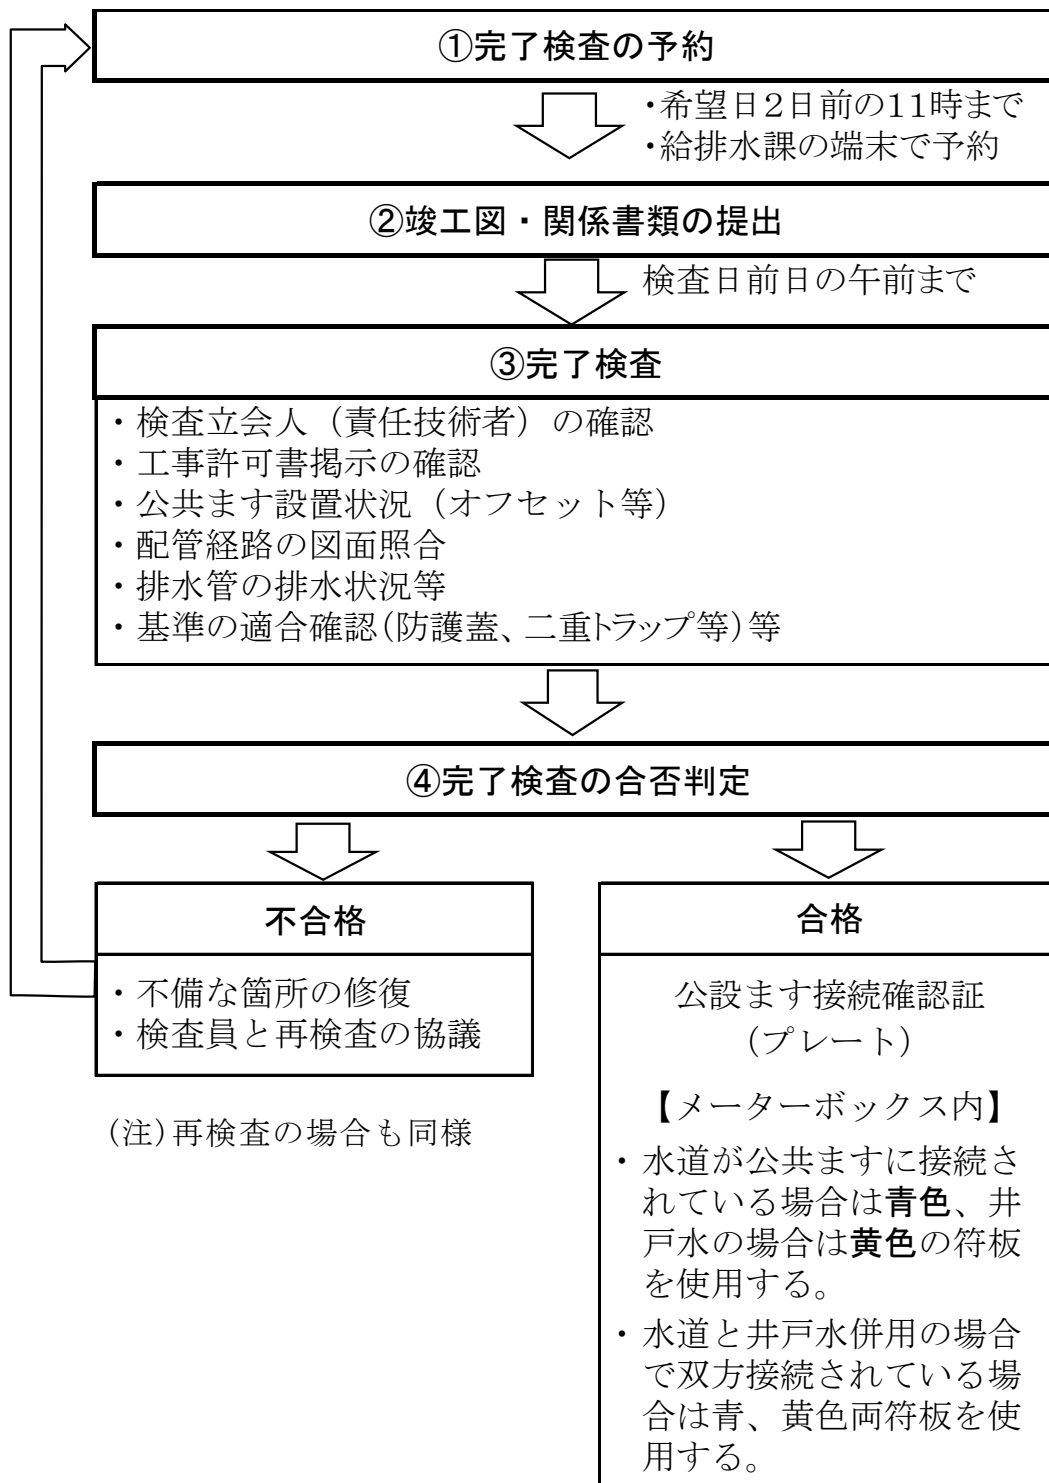 ①完了検査の予約
・希望日2日前の11時まで
・給排水課の端末で予約
②竣工図・関係書類の提出
検査日前日の午前まで
③完了検査
・検査立会人（責任技術者）の確認
・工事許可書掲示の確認
・公共ます設置状況（オフセット等）
・配管経路の図面照合
・排水管の排水状況等
・基準の適合確認(防護蓋、二重トラップ等)等
④完了検査の合否判定
不合格
・不備な箇所の修復
・検査員と再検査の協議
(注)再検査の場合も同様
合格
公設ます接続確認証
(プレート)
【メーターボックス内】
・水道が公共ますに接続さ
れている場合は青色、井
戸水の場合は黄色の符板
を使用する。
・水道と井戸水併用の場合
で双方接続されている場
合は青、黄色両符板を使
用する。